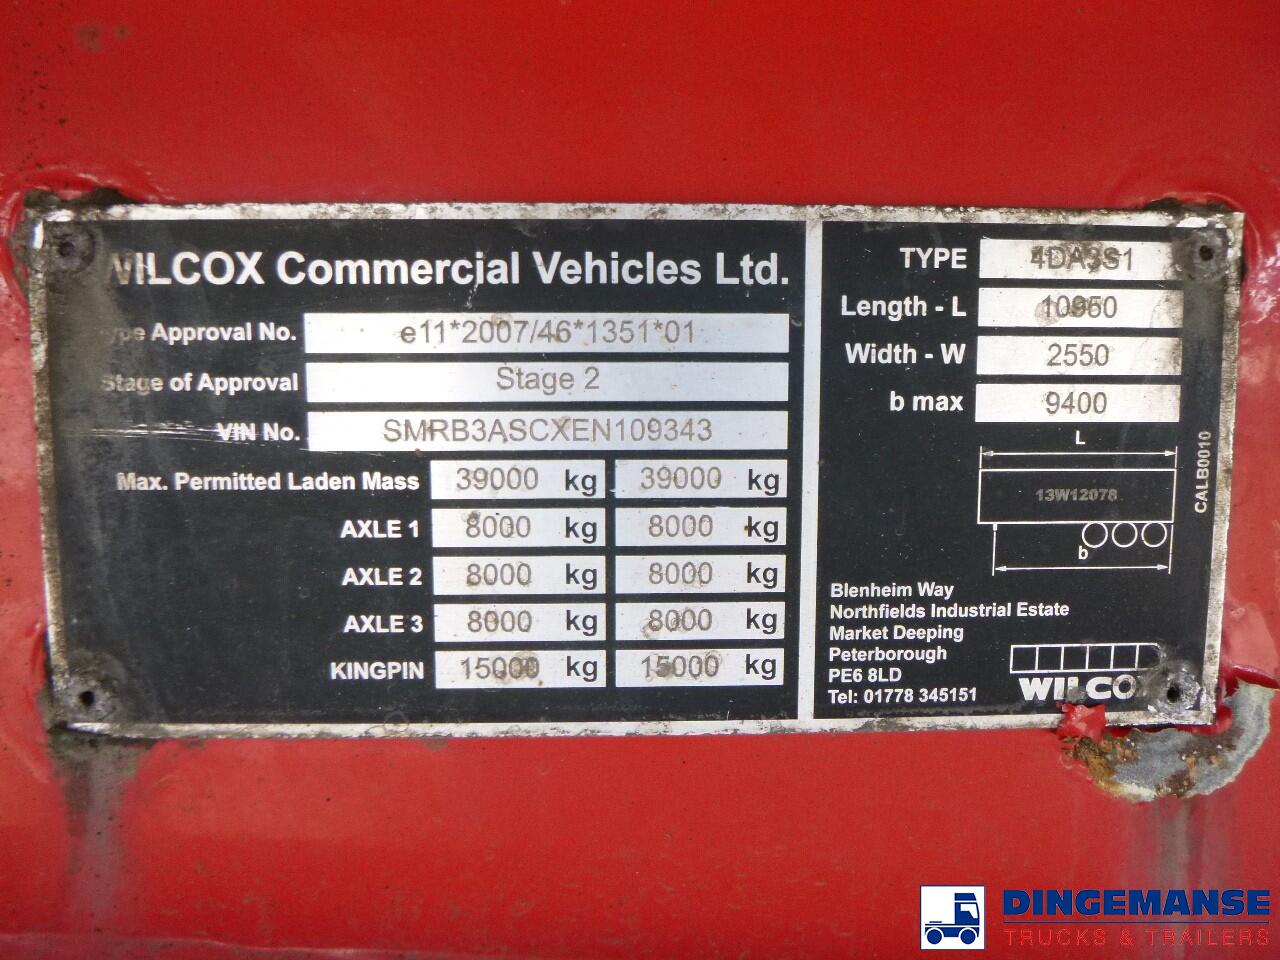 WILCOX Commercial Vehicles Ltd.
Type Approval No. e11*2007/46*1351*01
Stage of Approval Stage 2
VIN No. SMRB3ASCXEN109343
Max. Permitted Laden Mass 39000 kg 39000 kg
AXLE 1 8000 kg 8000 kg
AXLE 2 8000 kg 8000 kg
AXLE 3 8000 kg 8000 kg
KINGPIN 15000 kg 15000 kg
TYPE 4DA3S1
Length - L 10950
Width - W 2550
b max 9400
L
13W12078
b
CALB0010
Blenheim Way
Northfields Industrial Estate
Market Deeping
Peterborough
PE6 8LD
Tel: 01778 345151
WILCOX
DINGEMANSE
TRUCKS & TRAILERS